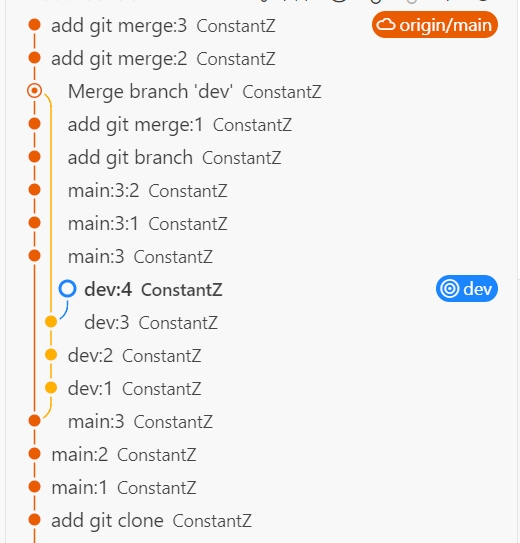 add git merge:3 ConstantZ origin/main
add git merge:2 ConstantZ
Merge branch 'dev' ConstantZ
add git merge:1 ConstantZ
add git branch ConstantZ
main:3:2 ConstantZ
main:3:1 ConstantZ
main:3 ConstantZ
dev:4 ConstantZ dev
dev:3 ConstantZ
dev:2 ConstantZ
dev:1 ConstantZ
main:3 ConstantZ
main:2 ConstantZ
main:1 ConstantZ
add git clone ConstantZ